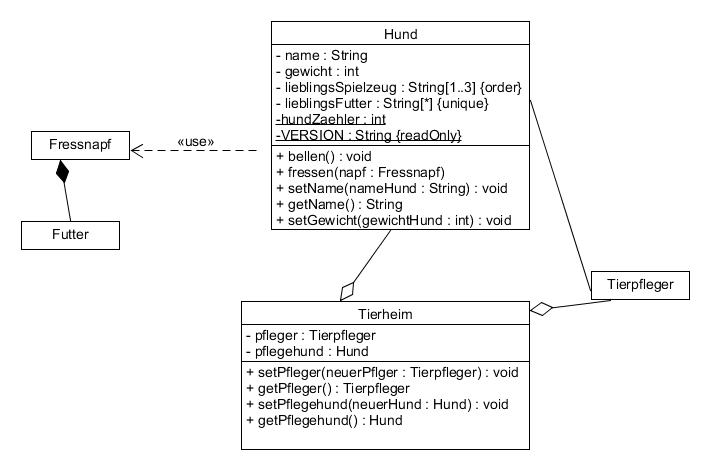 Hund
- name : String
- gewicht : int
- lieblingsSpielzeug : String[1..3] {order}
- lieblingsFutter : String[*] {unique}
-hundZaehler : int
-VERSION : String {readOnly}
+ bellen() : void
+ fressen(napf : Fressnapf)
+ setName(nameHund : String) : void
+ getName() : String
+ setGewicht(gewichtHund : int) : void
«use»
Fressnapf
Futter
Tierpfleger
Tierheim
- pfleger : Tierpfleger
- pflegehund : Hund
+ setPfleger(neuerPflger : Tierpfleger) : void
+ getPfleger() : Tierpfleger
+ setPflegehund(neuerHund : Hund) : void
+ getPflegehund() : Hund